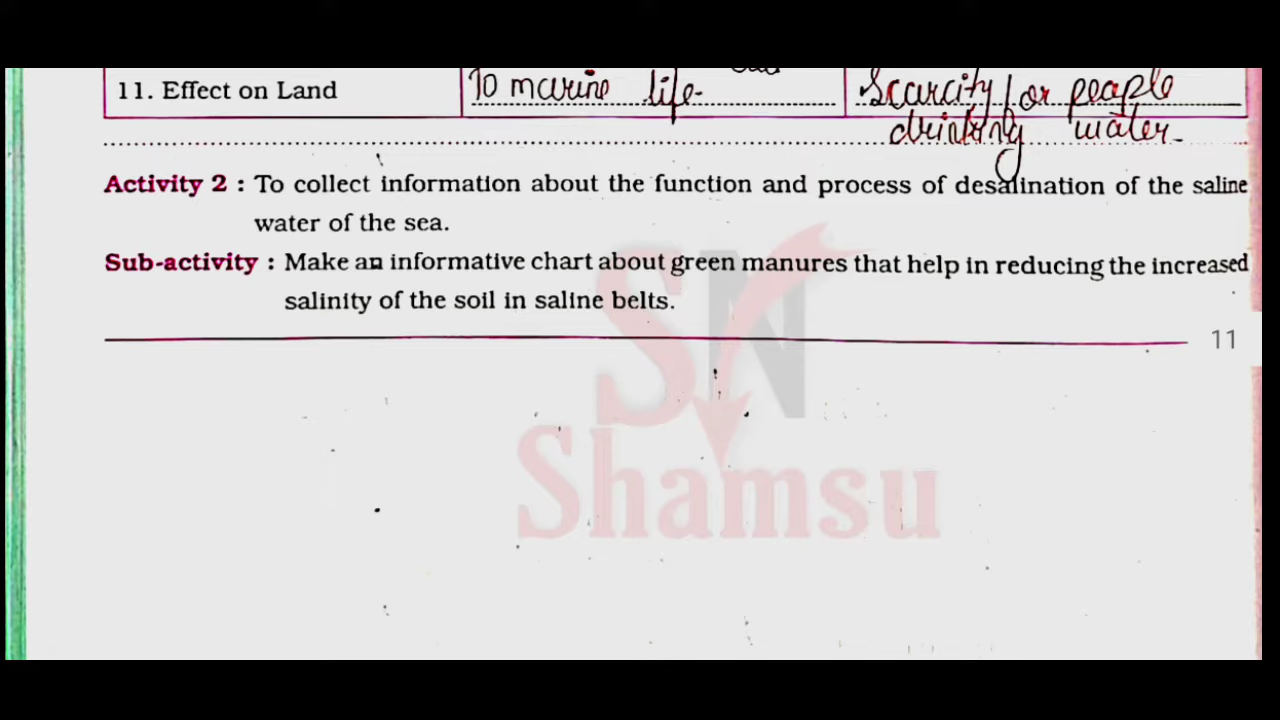 11. Effect on Land To marine life. Scarcity for people
drinking water.
Activity 2 : To collect information about the function and process of desalination of the saline
water of the sea.
Sub-activity : Make an informative chart about green manures that help in reducing the increased
salinity of the soil in saline belts.
11
SN
Shamsu